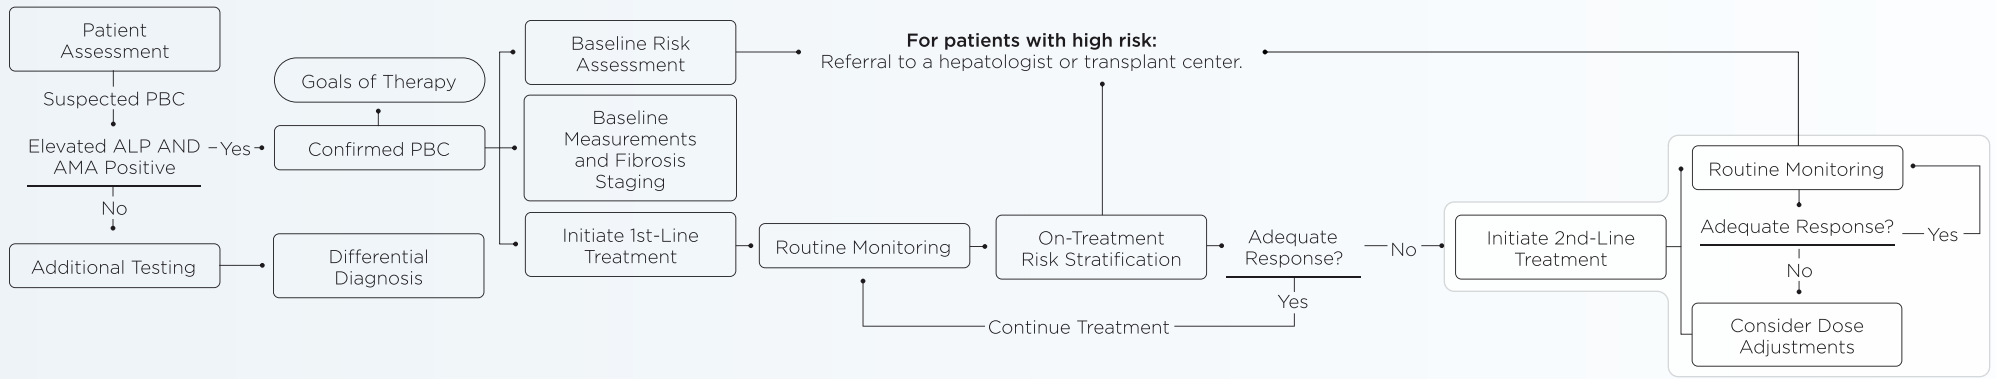 Patient
Assessment
Suspected PBC
Elevated ALP AND
AMA Positive
Yes
No
Additional Testing
Differential
Diagnosis
Goals of Therapy
Confirmed PBC
Baseline Risk
Assessment
Baseline
Measurements
and Fibrosis
Staging
Initiate 1st-Line
Treatment
For patients with high risk:
Referral to a hepatologist or transplant center.
Routine Monitoring
On-Treatment
Risk Stratification
Adequate
Response?
Yes
Continue Treatment
No
Initiate 2nd-Line
Treatment
Routine Monitoring
Adequate Response?
Yes
No
Consider Dose
Adjustments